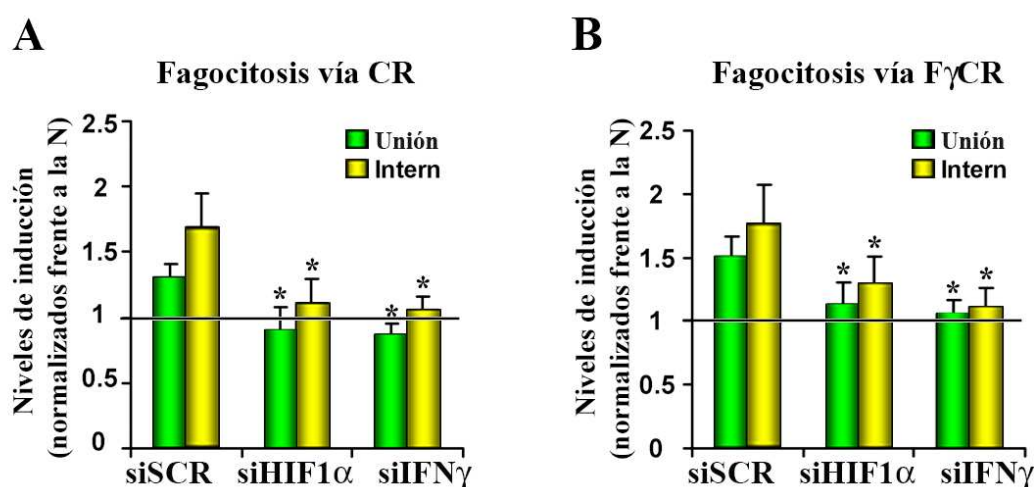 A
Fagocitosis vía CR
Niveles de inducción
(normalizados frente a la N)
2.5
2
1.5
1
0.5
0
Unión
Intern
*
*
*
*
siSCR
siHIF1α
siIFNγ
B
Fagocitosis vía FγCR
Niveles de inducción
(normalizados frente a la N)
2.5
2
1.5
1
0.5
0
Unión
Intern
*
*
*
*
siSCR
siHIF1α
siIFNγ